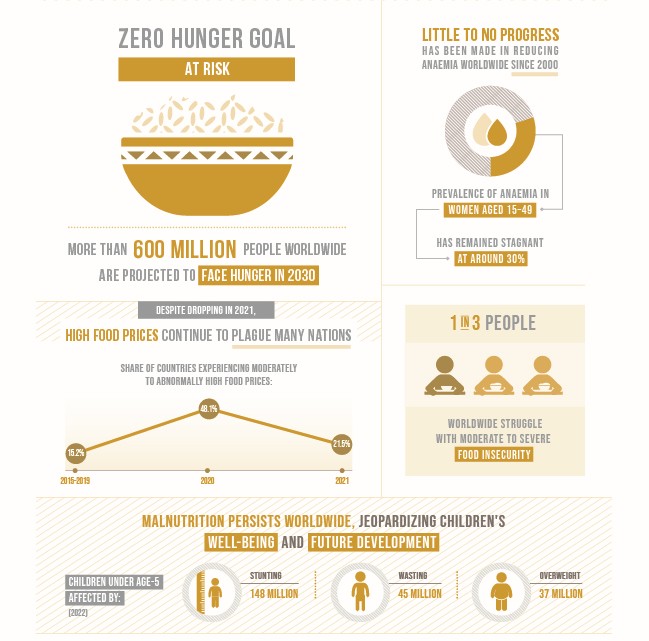 ZERO HUNGER GOAL
AT RISK
MORE THAN 600 MILLION PEOPLE WORLDWIDE
ARE PROJECTED TO FACE HUNGER IN 2030
LITTLE TO NO PROGRESS
HAS BEEN MADE IN REDUCING
ANAEMIA WORLDWIDE SINCE 2000
PREVALENCE OF ANAEMIA IN
WOMEN AGED 15-49
HAS REMAINED STAGNANT
AT AROUND 30%
DESPITE DROPPING IN 2021,
HIGH FOOD PRICES CONTINUE TO PLAGUE MANY NATIONS
SHARE OF COUNTRIES EXPERIENCING MODERATELY
TO ABNORMALLY HIGH FOOD PRICES:
48.1%
15.2%
21.5%
2015-2019
2020
2021
1 IN 3 PEOPLE
WORLDWIDE STRUGGLE
WITH MODERATE TO SEVERE
FOOD INSECURITY
MALNUTRITION PERSISTS WORLDWIDE, JEOPARDIZING CHILDREN'S
WELL-BEING AND FUTURE DEVELOPMENT
CHILDREN UNDER AGE-5
AFFECTED BY:
(2022)
STUNTING
148 MILLION
WASTING
45 MILLION
OVERWEIGHT
37 MILLION